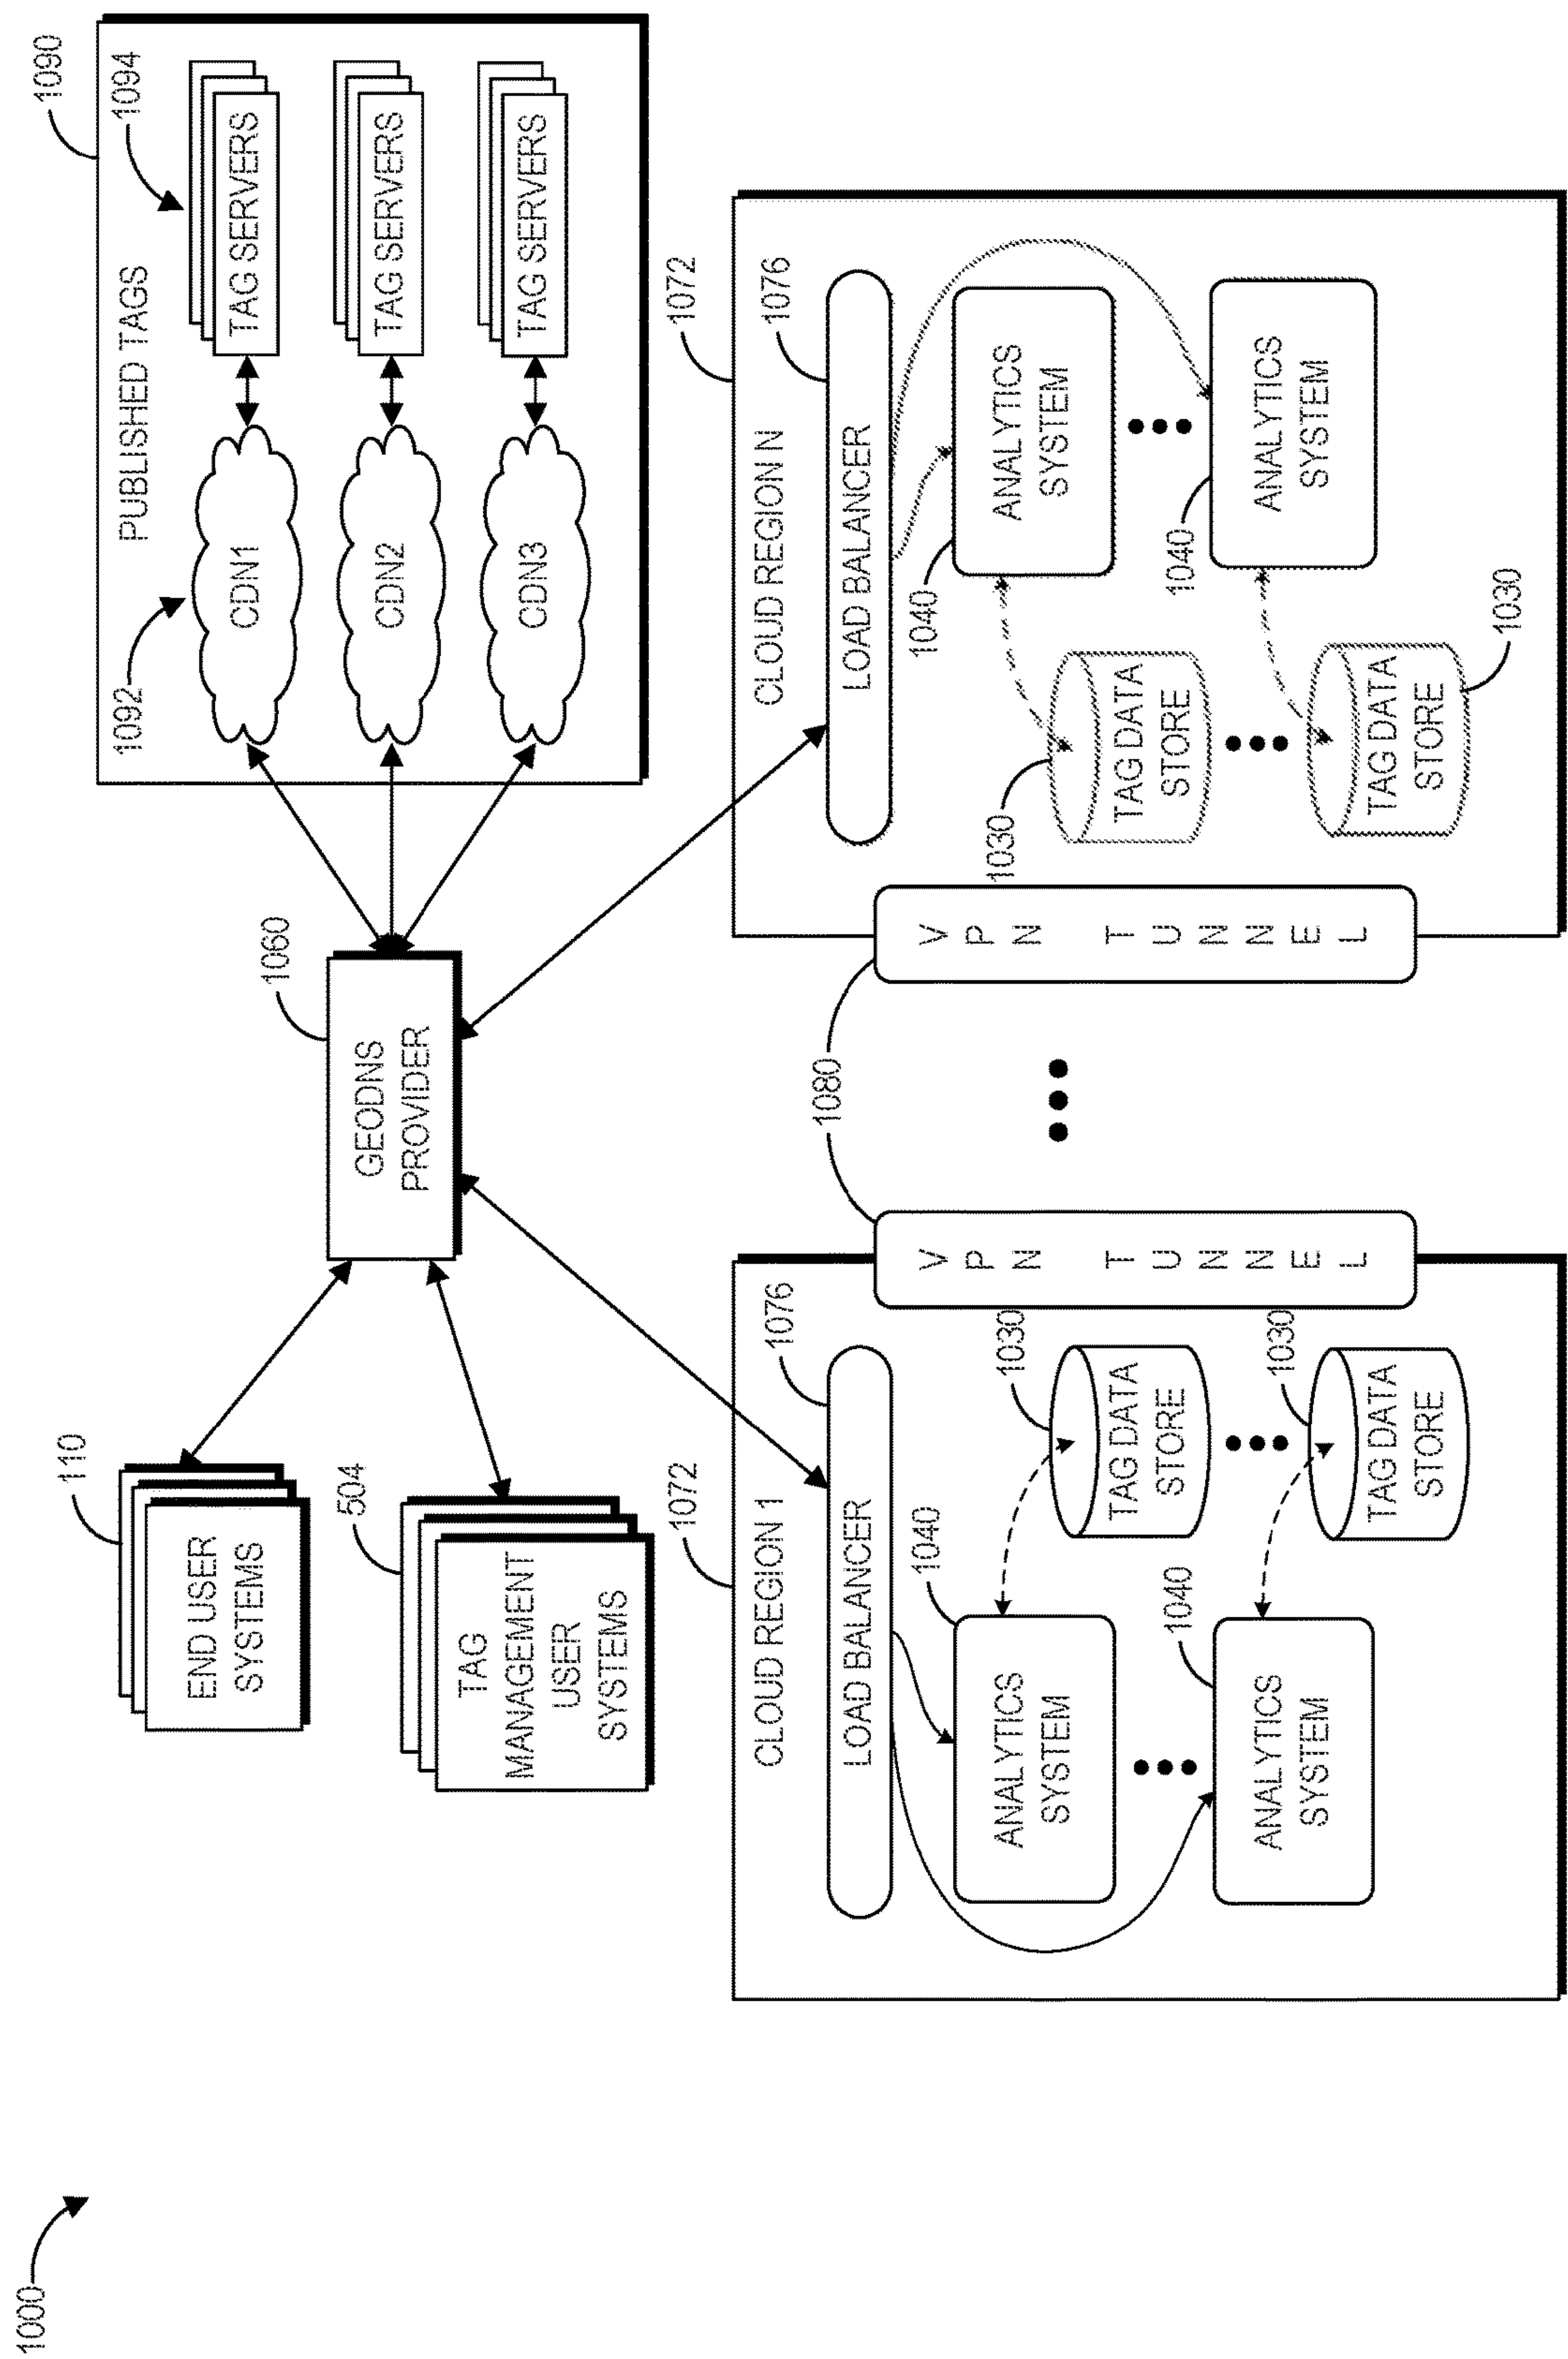 1000
110
END USER
SYSTEMS
504
TAG
MANAGEMENT
USER
SYSTEMS
1060
GEODNS
PROVIDER
1090
PUBLISHED TAGS
1092
1094
CDN1
TAG SERVERS
CDN2
TAG SERVERS
CDN3
TAG SERVERS
1072
CLOUD REGION 1
1076
LOAD BALANCER
1040
ANALYTICS
SYSTEM
1030
TAG DATA
STORE
1040
ANALYTICS
SYSTEM
1030
TAG DATA
STORE
VPN TUNNEL
1080
VPN TUNNEL
1072
CLOUD REGION N
1076
LOAD BALANCER
1040
ANALYTICS
SYSTEM
1030
TAG DATA
STORE
1040
ANALYTICS
SYSTEM
1030
TAG DATA
STORE